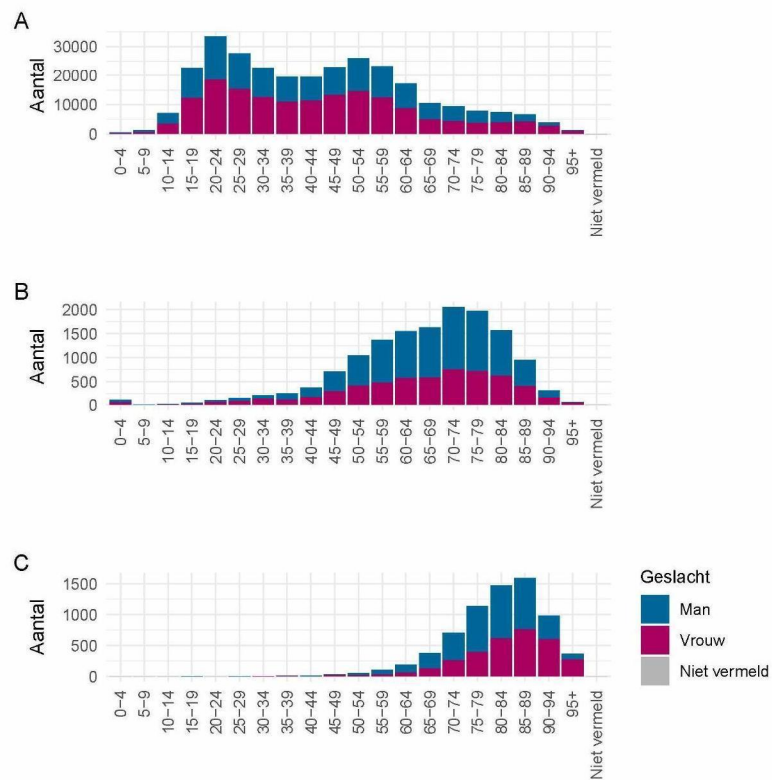 A
Aantal
30000
20000
10000
0
0−4 5−9 10−14 15−19 20−24 25−29 30−34 35−39 40−44 45−49 50−54 55−59 60−64 65−69 70−74 75−79 80−84 85−89 90−94 95+ Niet vermeld
B
Aantal
2000
1500
1000
500
0
0−4 5−9 10−14 15−19 20−24 25−29 30−34 35−39 40−44 45−49 50−54 55−59 60−64 65−69 70−74 75−79 80−84 85−89 90−94 95+ Niet vermeld
C
Aantal
1500
1000
500
0
0−4 5−9 10−14 15−19 20−24 25−29 30−34 35−39 40−44 45−49 50−54 55−59 60−64 65−69 70−74 75−79 80−84 85−89 90−94 95+ Niet vermeld
Geslacht
Man
Vrouw
Niet vermeld